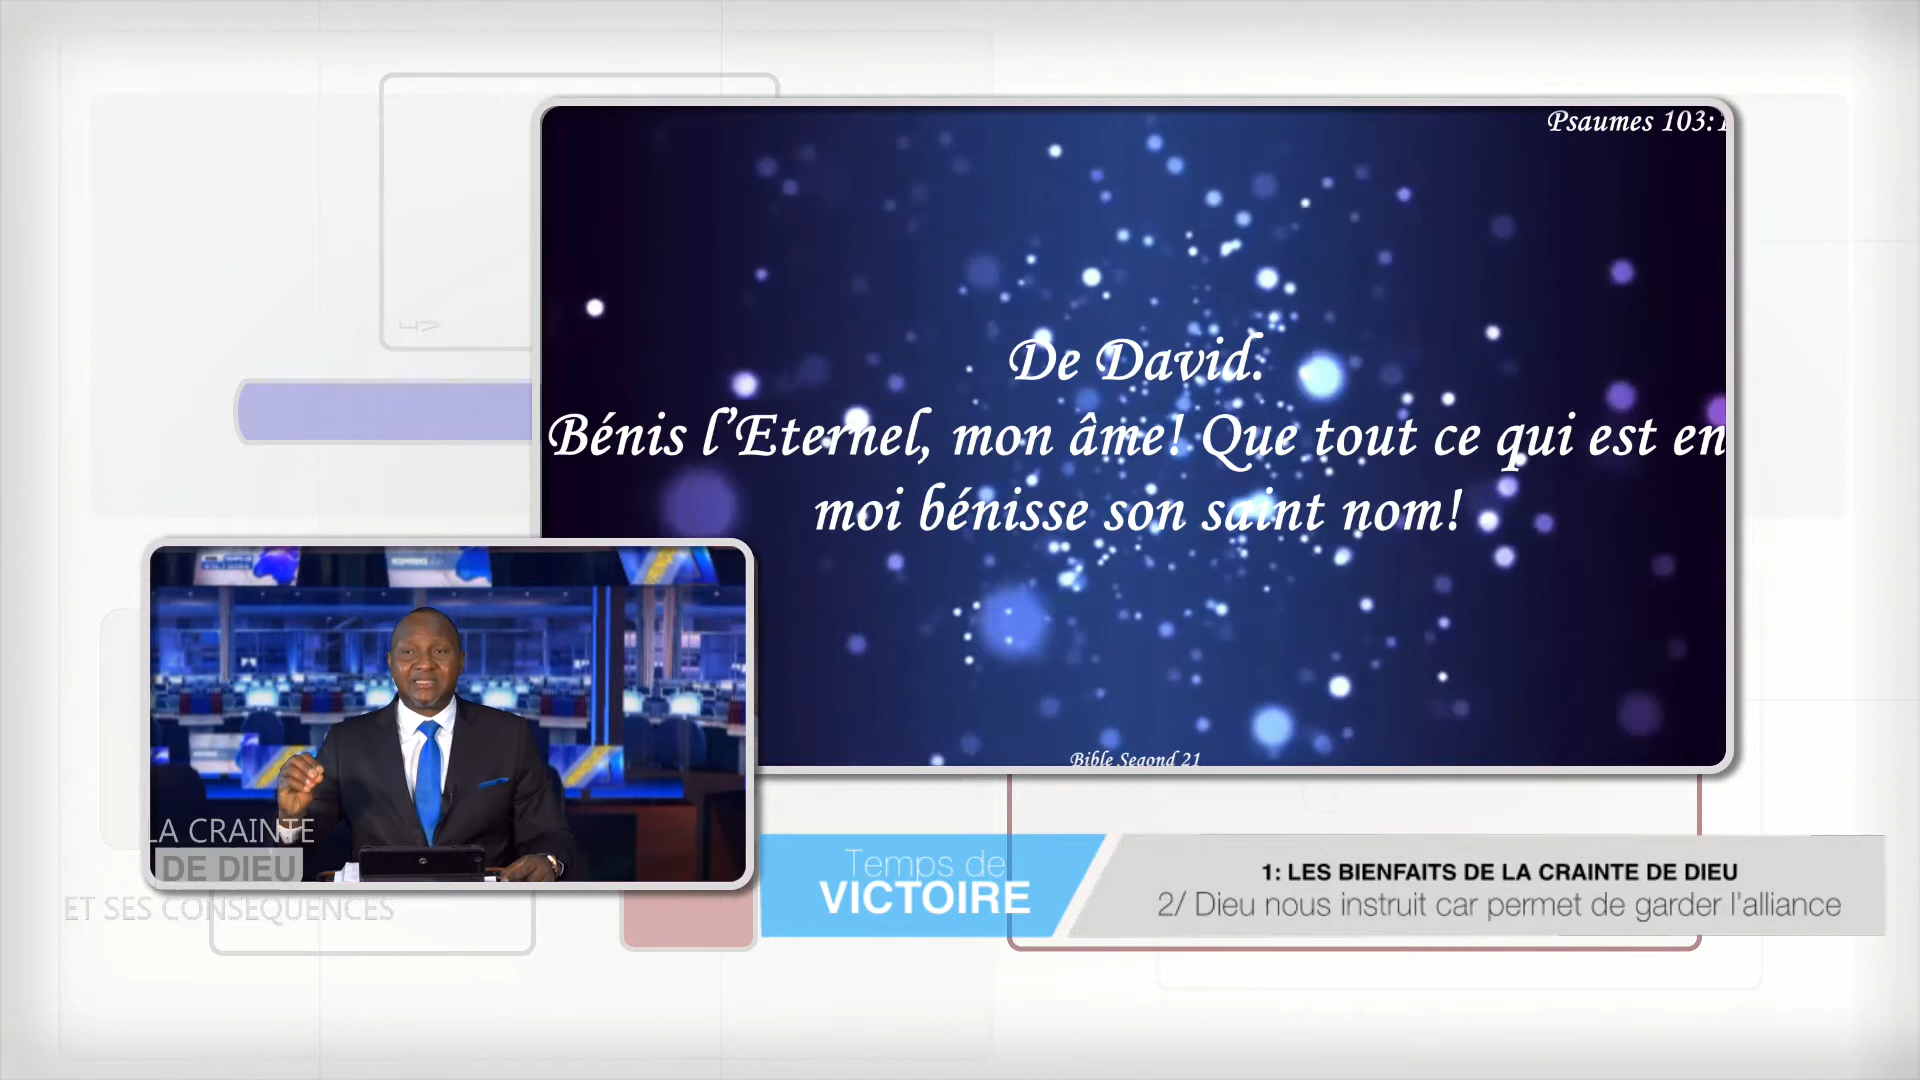 Psaumes 103:1
De David.
Bénis l'Eternel, mon âme! Que tout ce qui est en
moi bénisse son saint nom!
Bible Segond 21
LA CRAINTE
DE DIEU
ET SES CONSEQUENCES
Temps de
VICTOIRE
1: LES BIENFAITS DE LA CRAINTE DE DIEU
2/ Dieu nous instruit car permet de garder l'alliance